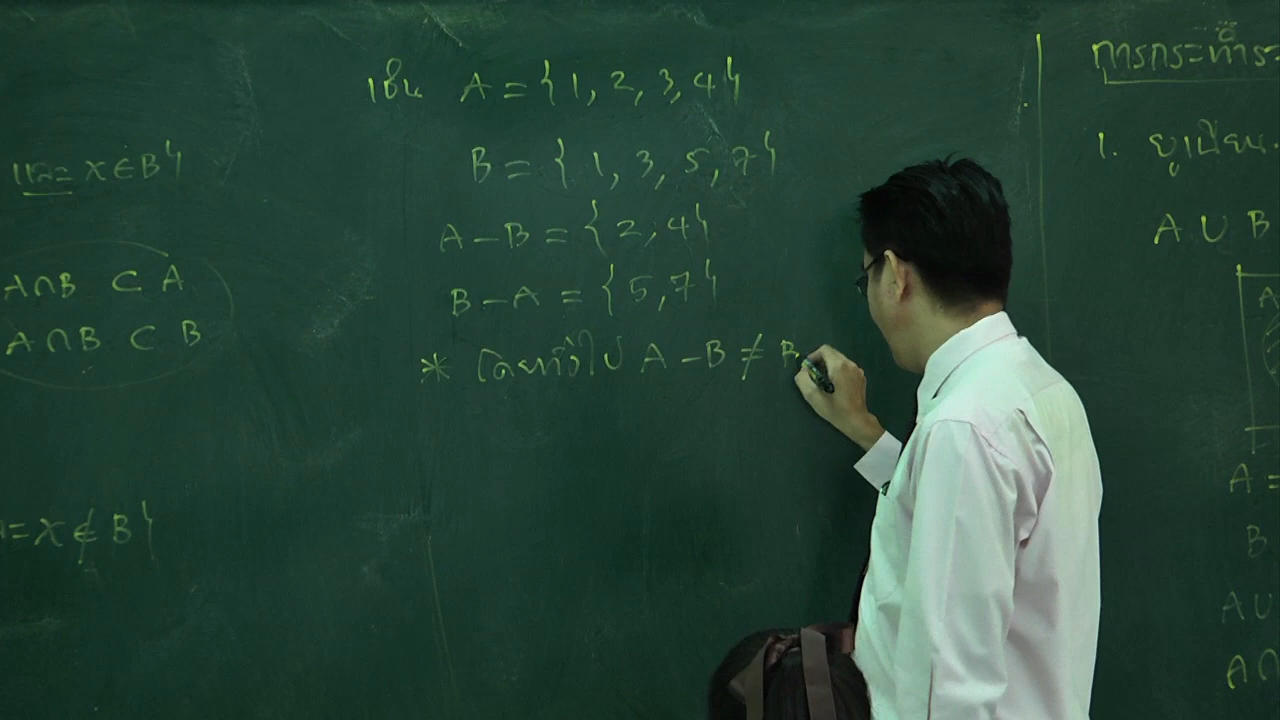 และ x ∈ B}
A∩B ⊂ A
A∩B ⊂ B
= x ∉ B}
เช่น A = {1, 2, 3, 4}
B = {1, 3, 5, 7}
A - B = {2, 4}
B - A = {5, 7}
* โดยทั่วไป A - B ≠ B
การกระทำระ
1. ยูเนียน
A ∪ B
A
A =
B
A ∪
A ∩